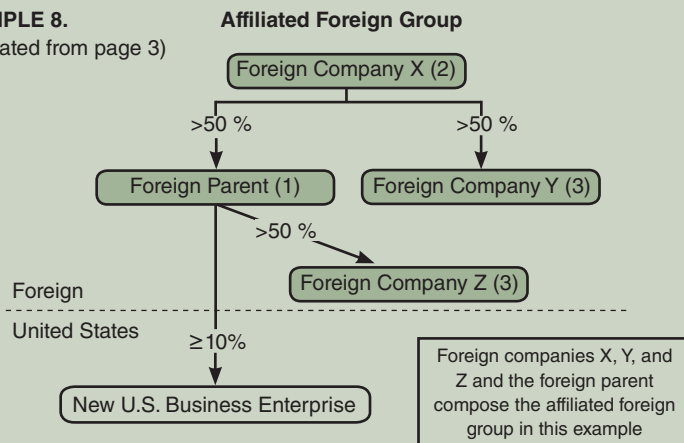 PLE 8.
Affiliated Foreign Group
ated from page 3)
Foreign Company X (2)
>50 %
>50 %
Foreign Parent (1)
Foreign Company Y (3)
>50 %
Foreign Company Z (3)
Foreign
United States
≥10%
New U.S. Business Enterprise
Foreign companies X, Y, and
Z and the foreign parent
compose the affiliated foreign
group in this example